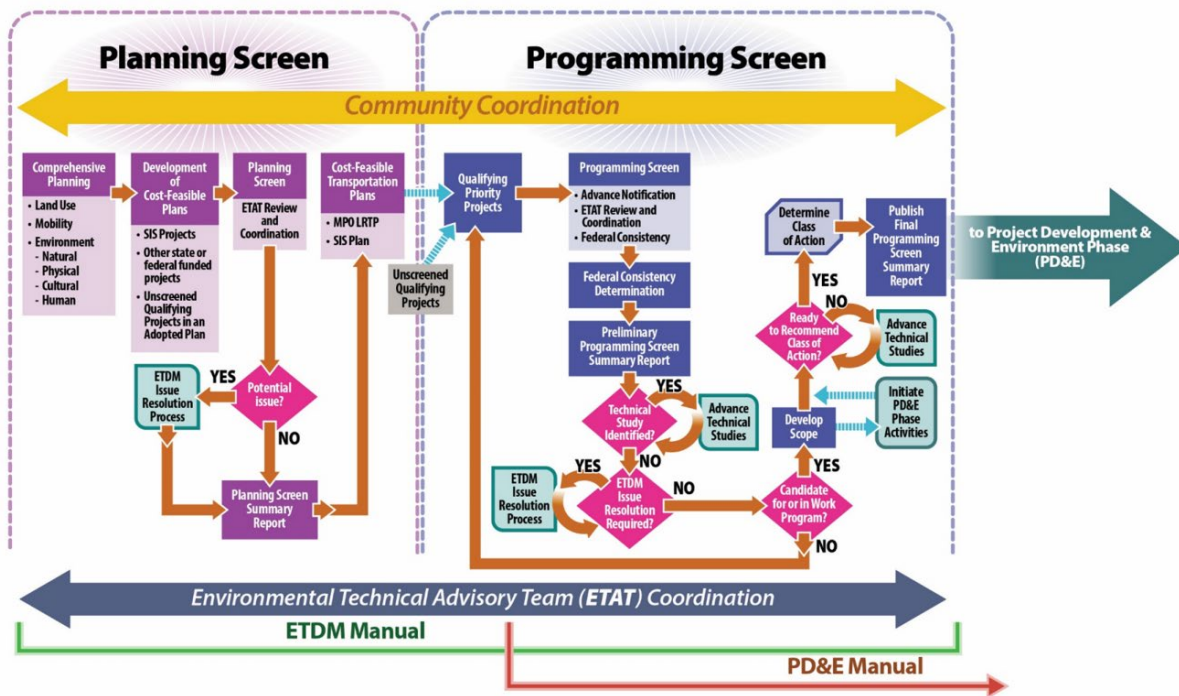 Planning Screen
Programming Screen
Community Coordination
Comprehensive
Planning
• Land Use
• Mobility
• Environment
- Natural
- Physical
- Cultural
- Human
Development
of
Cost-Feasible
Plans
• SIS Projects
• Other state or
federal funded
projects
• Unscreened
Qualifying
Projects in an
Adopted Plan
Planning
Screen
ETAT Review
and
Coordination
Cost-Feasible
Transportation
Plans
• MPO LRTP
• SIS Plan
ETDM
Issue
Resolution
Process
YES
Potential
Issue?
NO
Planning Screen
Summary
Report
Qualifying
Priority
Projects
Unscreened
Qualifying
Projects
Programming
Screen
• Advance Notification
• ETAT Review and
Coordination
• Federal Consistency
Federal Consistency
Determination
Preliminary
Programming Screen
Summary Report
YES
Technical
Study
Identified?
Advance
Technical
Studies
NO
ETDM
Issue
Resolution
Process
YES
ETDM
Issue
Resolution
Required?
NO
Candidate
for or in Work
Program?
NO
YES
Develop
Scope
Initiate
PD&E
Phase
Activities
Ready
to Recommend
Class of
Action?
NO
Advance
Technical
Studies
YES
Determine
Class
of Action
Publish
Final
Programming
Screen
Summary
Report
to Project Development &
Environment Phase
(PD&E)
Environmental Technical Advisory Team (ETAT) Coordination
ETDM Manual
PD&E Manual